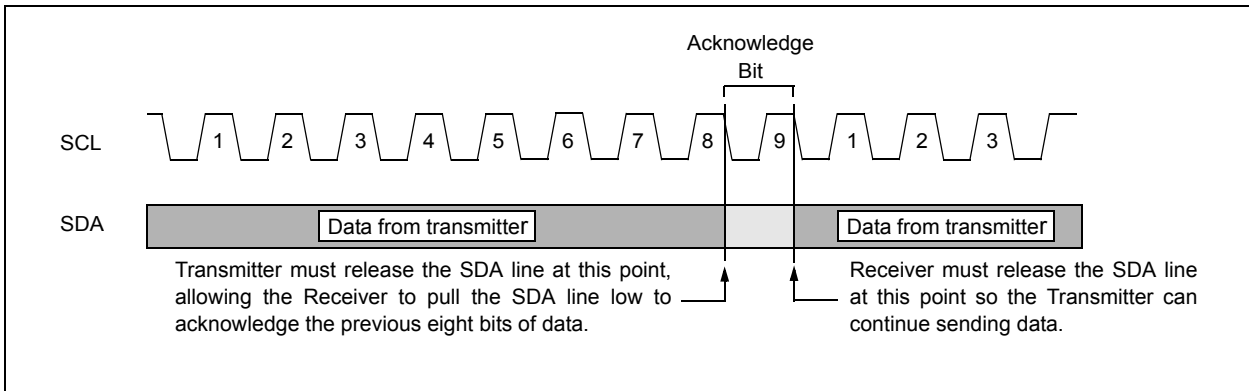 Acknowledge
Bit
SCL
1 2 3 4 5 6 7 8 9 1 2 3
SDA
Data from transmitter
Data from transmitter
Transmitter must release the SDA line at this point,
allowing the Receiver to pull the SDA line low to
acknowledge the previous eight bits of data.
Receiver must release the SDA line
at this point so the Transmitter can
continue sending data.